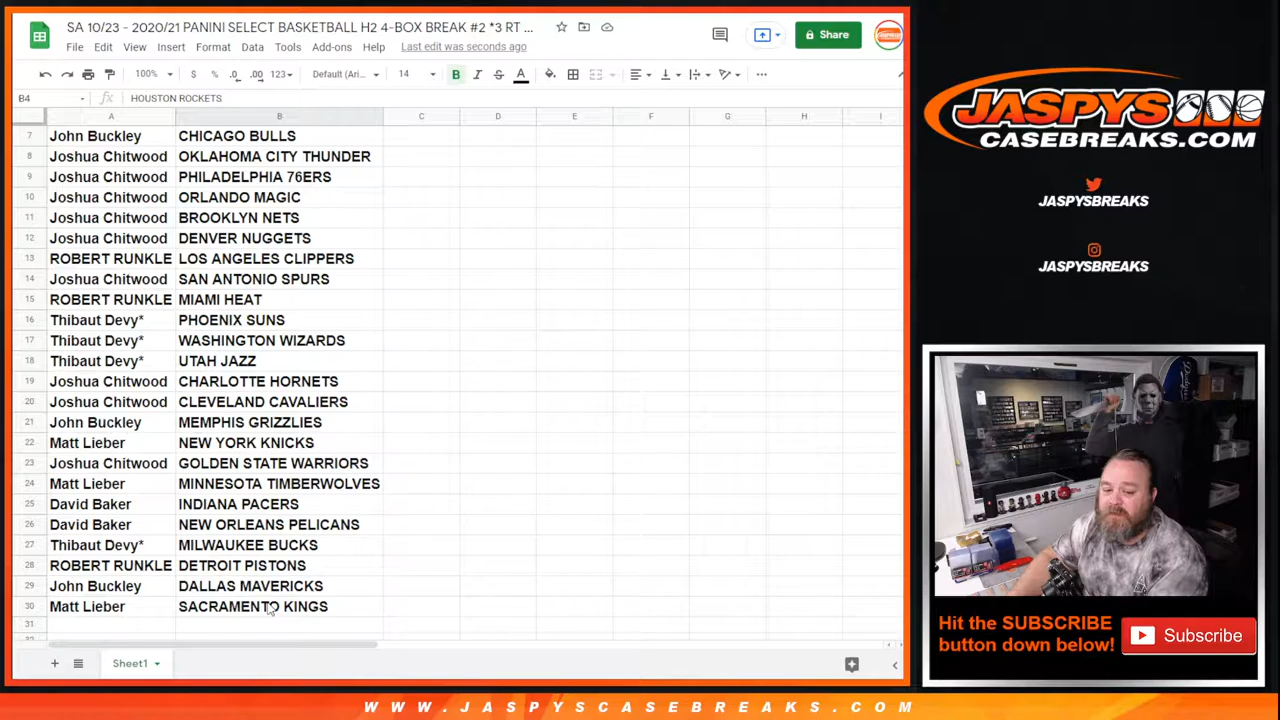 SA 10/23 - 2020/21 PANINI SELECT BASKETBALL H2 4-BOX BREAK #2 *3 RT ...
File Edit View Insert Format Data Tools Add-ons Help Last edit was seconds ago
Share
100% $ % .0 .00 123 Default (Ari... 14 B I S A
B4 fx HOUSTON ROCKETS
A B C D E F G H I
7 John Buckley CHICAGO BULLS
8 Joshua Chitwood OKLAHOMA CITY THUNDER
9 Joshua Chitwood PHILADELPHIA 76ERS
10 Joshua Chitwood ORLANDO MAGIC
11 Joshua Chitwood BROOKLYN NETS
12 Joshua Chitwood DENVER NUGGETS
13 ROBERT RUNKLE LOS ANGELES CLIPPERS
14 Joshua Chitwood SAN ANTONIO SPURS
15 ROBERT RUNKLE MIAMI HEAT
16 Thibaut Devy* PHOENIX SUNS
17 Thibaut Devy* WASHINGTON WIZARDS
18 Thibaut Devy* UTAH JAZZ
19 Joshua Chitwood CHARLOTTE HORNETS
20 Joshua Chitwood CLEVELAND CAVALIERS
21 John Buckley MEMPHIS GRIZZLIES
22 Matt Lieber NEW YORK KNICKS
23 Joshua Chitwood GOLDEN STATE WARRIORS
24 Matt Lieber MINNESOTA TIMBERWOLVES
25 David Baker INDIANA PACERS
26 David Baker NEW ORLEANS PELICANS
27 Thibaut Devy* MILWAUKEE BUCKS
28 ROBERT RUNKLE DETROIT PISTONS
29 John Buckley DALLAS MAVERICKS
30 Matt Lieber SACRAMENTO KINGS
31
Sheet1
JASPYS
CASEBREAKS.COM
JASPYSBREAKS
JASPYSBREAKS
Hit the SUBSCRIBE
button down below!
Subscribe
WWW.JASPYSCASEBREAKS.COM